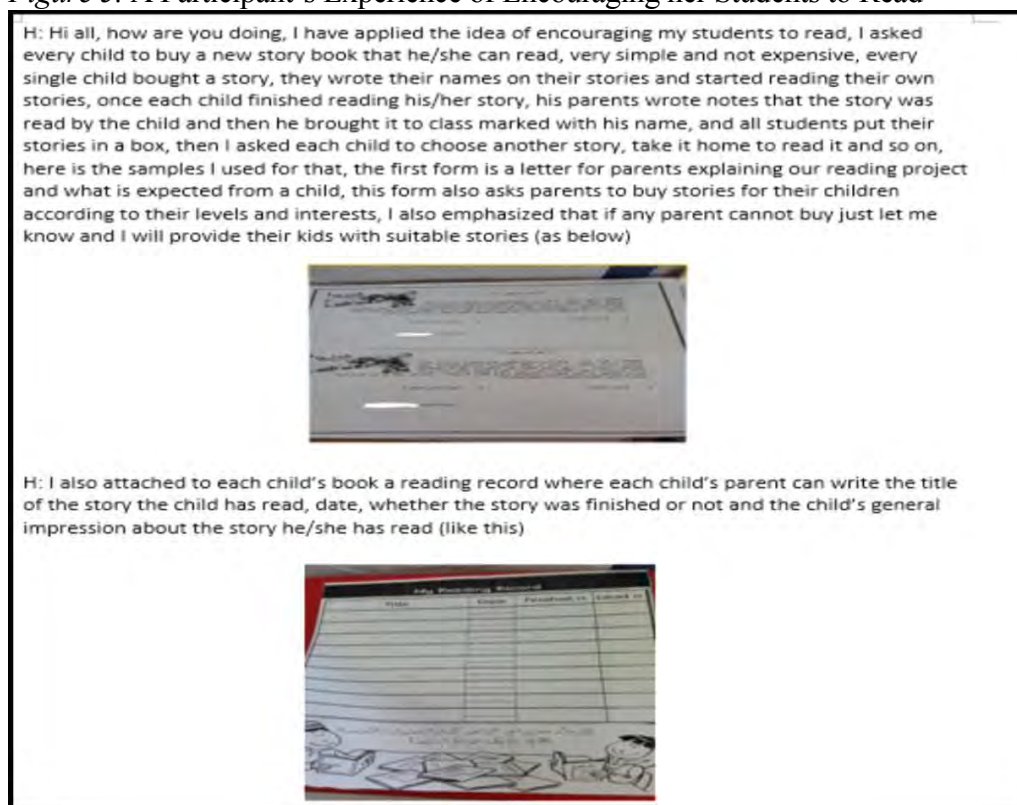 Figure 5: A Participant's Experience of Encouraging her Students to Read
H: Hi all, how are you doing, I have applied the idea of encouraging my students to read, I asked
every child to buy a new story book that he/she can read, very simple and not expensive, every
single child bought a story, they wrote their names on their stories and started reading their own
stories, once each child finished reading his/her story, his parents wrote notes that the story was
read by the child and then he brought it to class marked with his name, and all students put their
stories in a box, then I asked each child to choose another story, take it home to read it and so on,
here is the samples I used for that, the first form is a letter for parents explaining our reading project
and what is expected from a child, this form also asks parents to buy stories for their children
according to their levels and interests, I also emphasized that if any parent cannot buy just let me
know and I will provide their kids with suitable stories (as below)
H: I also attached to each child's book a reading record where each child's parent can write the title
of the story the child has read, date, whether the story was finished or not and the child's general
impression about the story he/she has read (like this)
My Reading Record
Title